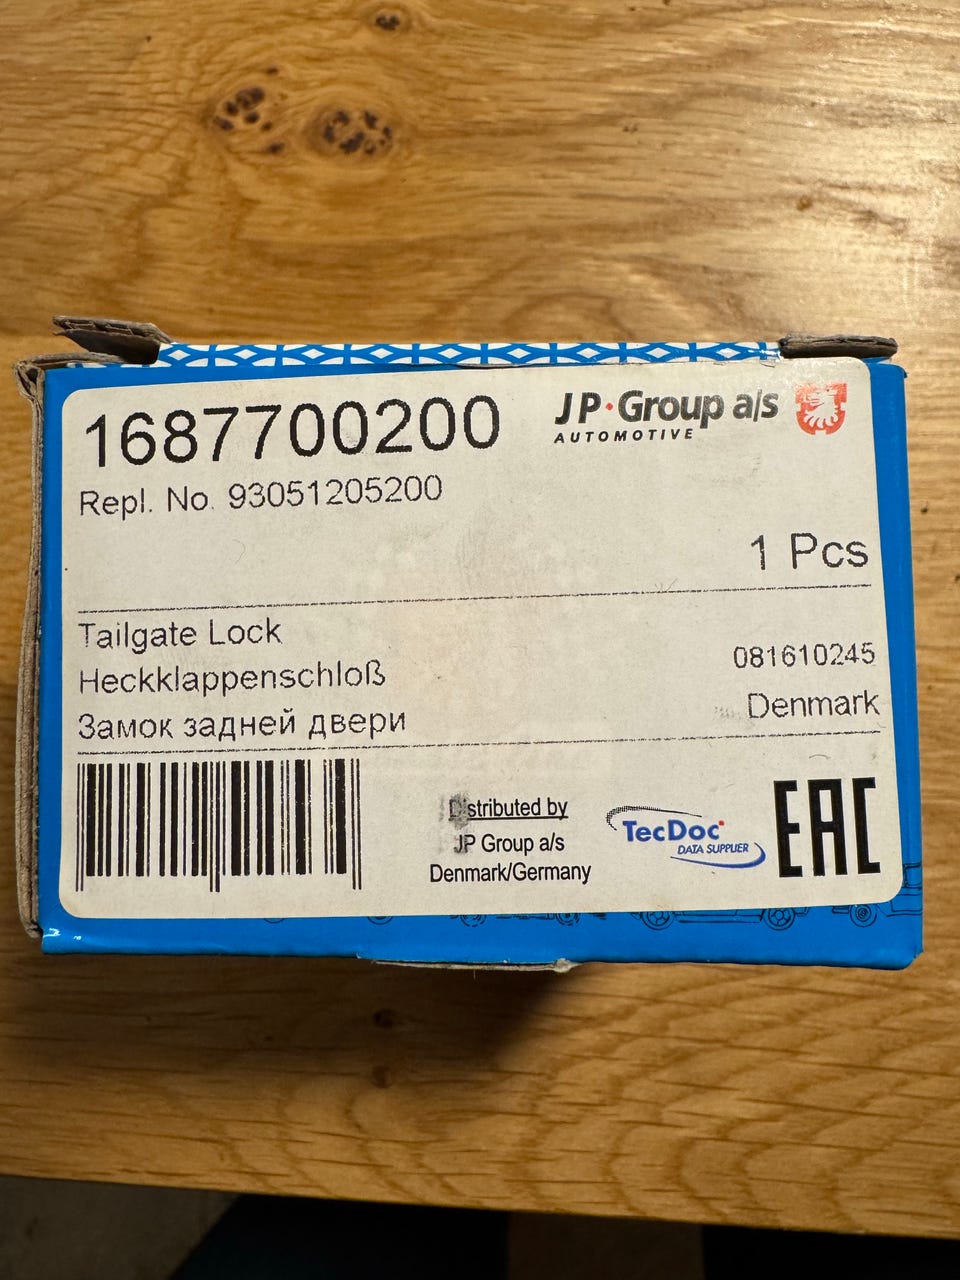 1687700200
JP·Group a/s
AUTOMOTIVE
Repl. No. 93051205200
1 Pcs
Tailgate Lock
Heckklappenschloß
Замок задней двери
081610245
Denmark
Distributed by
JP Group a/s
Denmark/Germany
TecDoc
DATA SUPPLIER
EAC